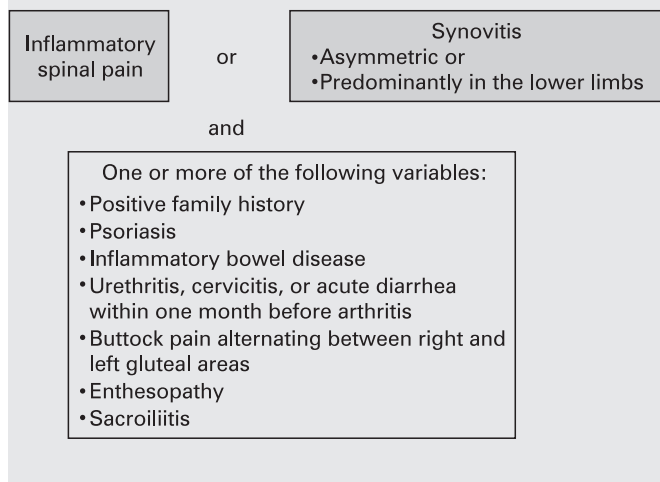 Inflammatory
spinal pain
or
Synovitis
•Asymmetric or
•Predominantly in the lower limbs
and
One or more of the following variables:
•Positive family history
•Psoriasis
•Inflammatory bowel disease
•Urethritis, cervicitis, or acute diarrhea
within one month before arthritis
•Buttock pain alternating between right and
left gluteal areas
•Enthesopathy
•Sacroiliitis